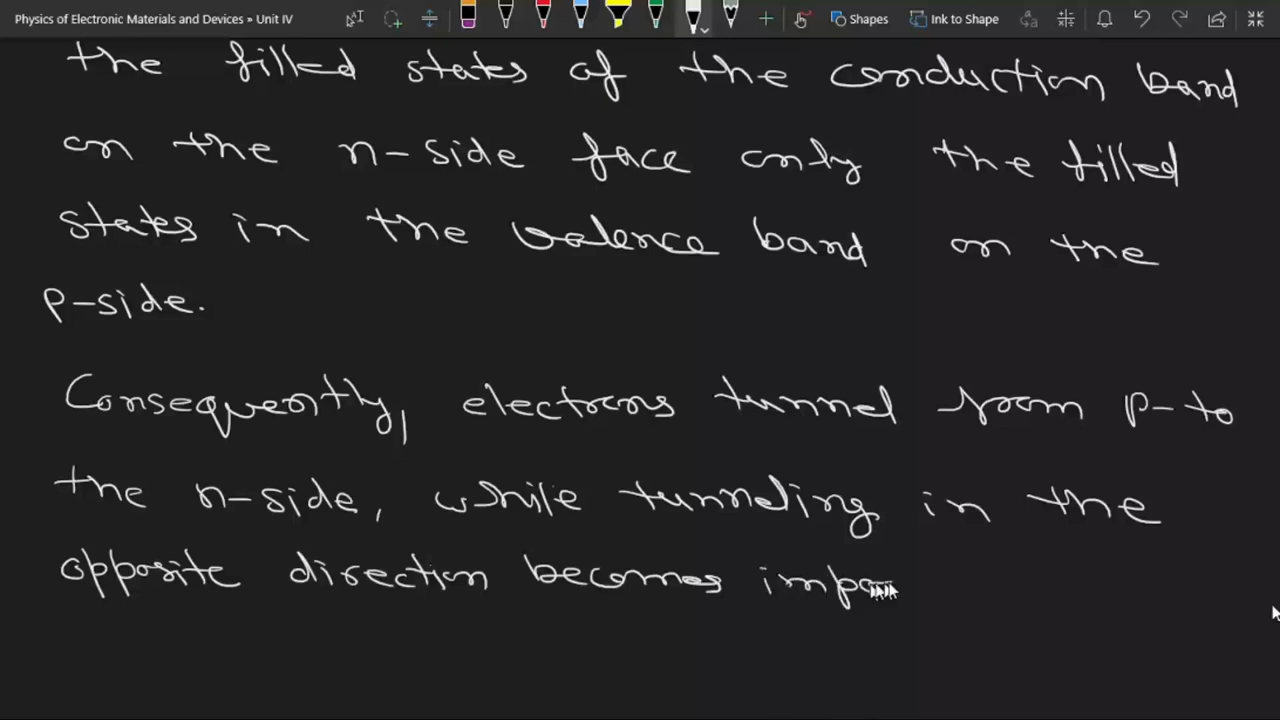 Physics of Electronic Materials and Devices » Unit IV
Shapes
Ink to Shape
the filled states of the conduction band
on the n-side face only the filled
states in the valence band on the
p-side.
Consequently, electrons tunnel from p- to
the n-side, while tunneling in the
opposite direction becomes impo